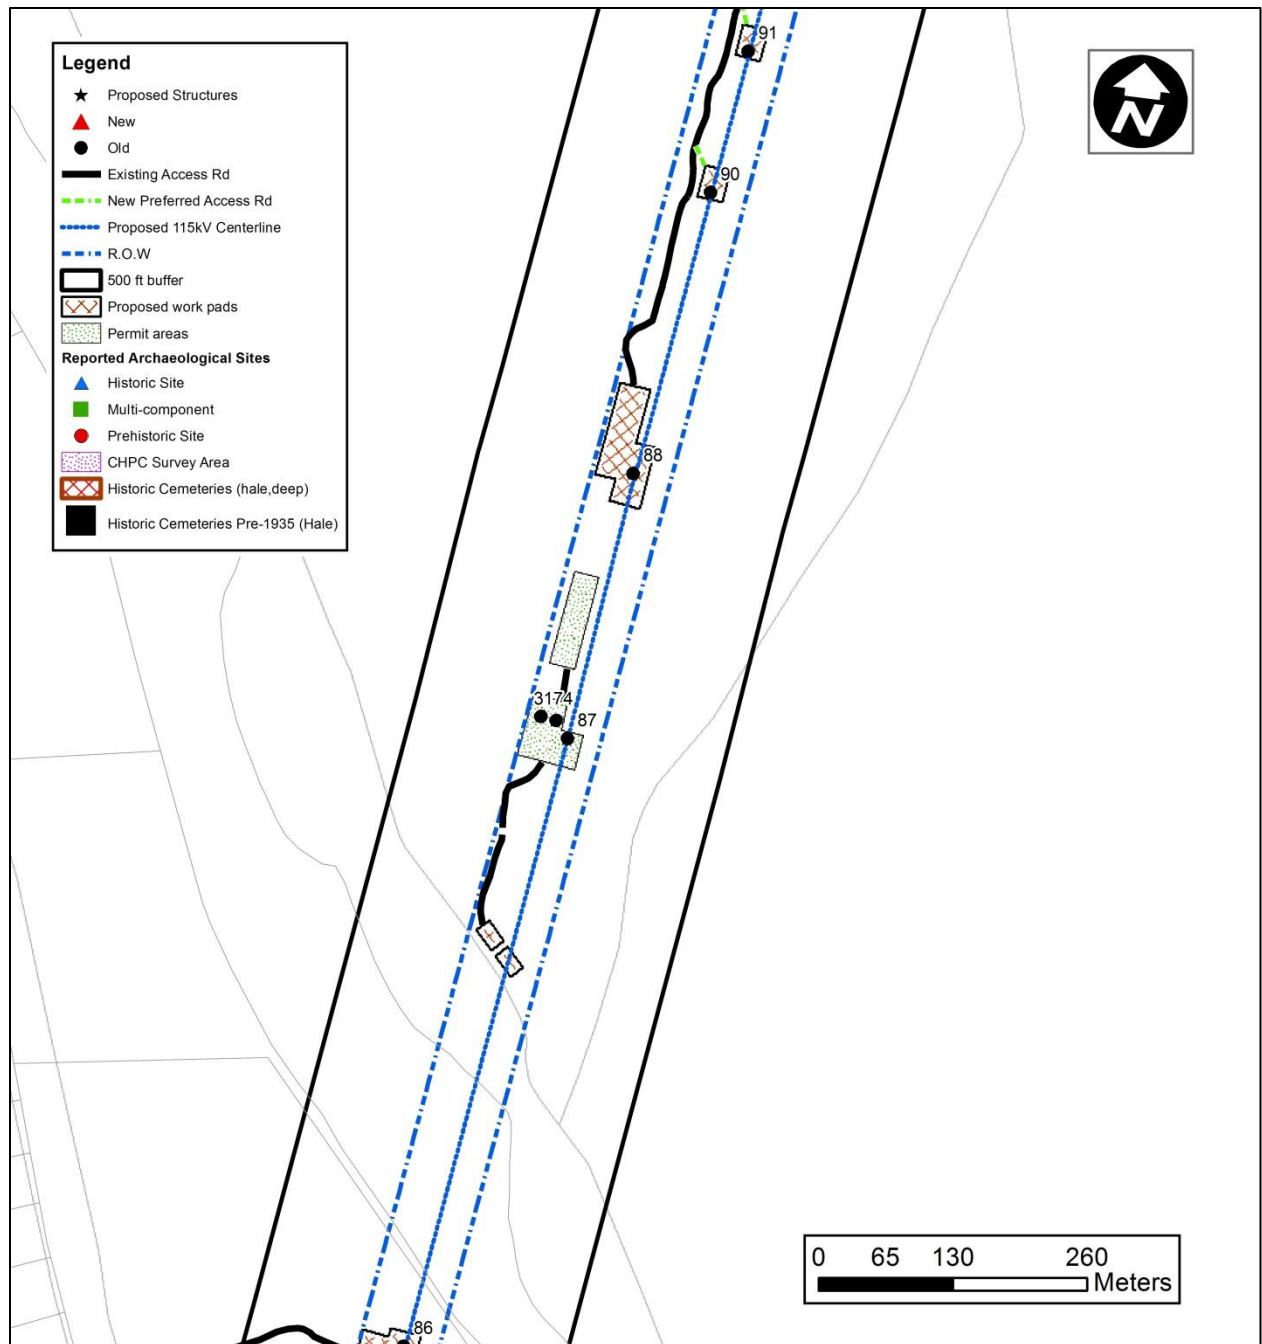 Legend
Proposed Structures
New
Old
Existing Access Rd
New Preferred Access Rd
Proposed 115kV Centerline
R.O.W
500 ft buffer
Proposed work pads
Permit areas
Reported Archaeological Sites
Historic Site
Multi-component
Prehistoric Site
CHPC Survey Area
Historic Cemeteries (hale,deep)
Historic Cemeteries Pre-1935 (Hale)
N
91
90
88
3174
87
86
0 65 130 260
Meters